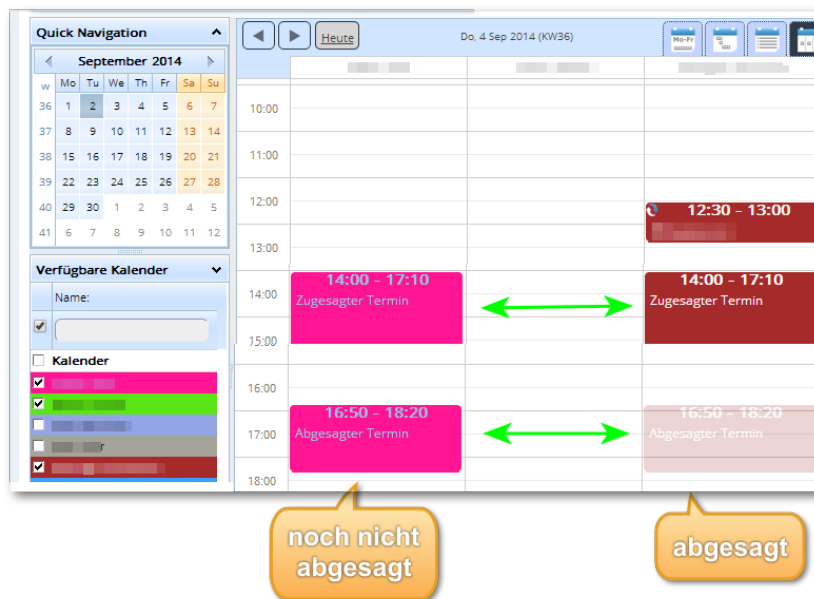 Quick Navigation
September 2014
w Mo Tu We Th Fr Sa Su
36 1 2 3 4 5 6 7
37 8 9 10 11 12 13 14
38 15 16 17 18 19 20 21
39 22 23 24 25 26 27 28
40 29 30 1 2 3 4 5
41 6 7 8 9 10 11 12
Verfügbare Kalender
Name:
Kalender
Heute
Do, 4 Sep 2014 (KW36)
Mo-Fr
10:00
11:00
12:00
12:30 - 13:00
13:00
14:00 - 17:10
14:00 - 17:10
14:00
Zugesagter Termin
Zugesagter Termin
15:00
16:00
16:50 - 18:20
16:50 - 18:20
17:00
Abgesagter Termin
Abgesagter Termin
18:00
noch nicht
abgesagt
abgesagt